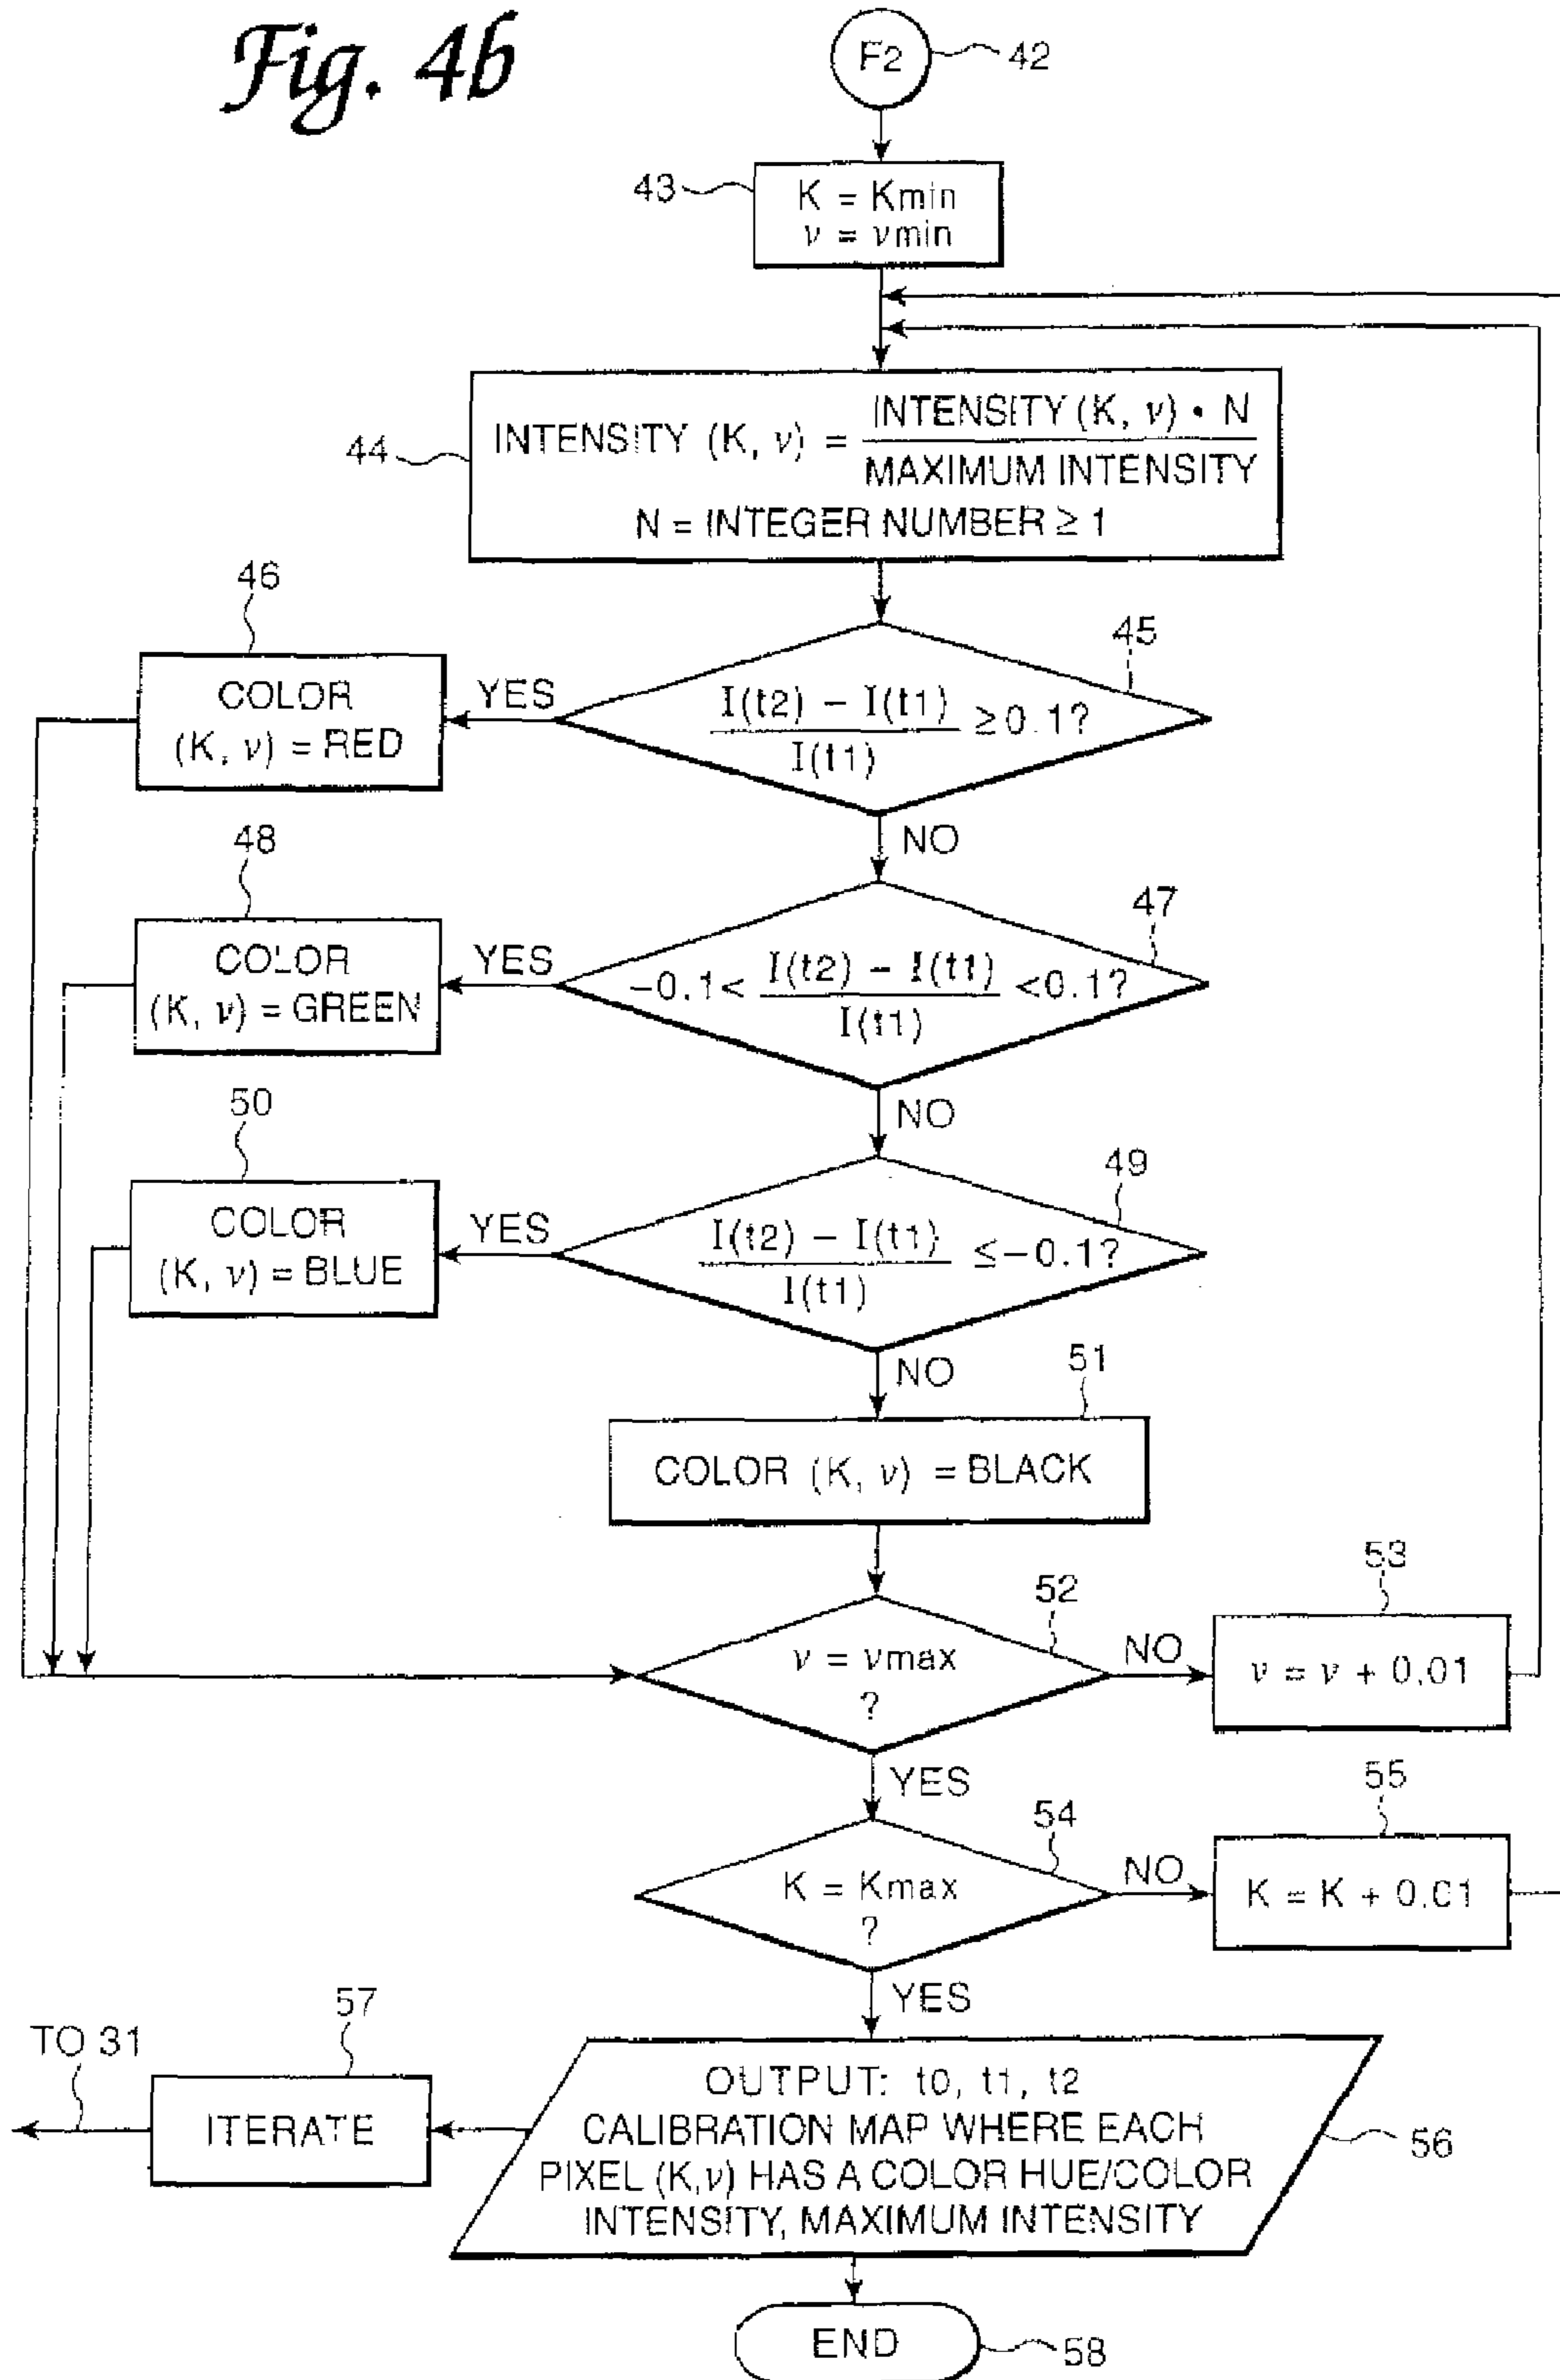 Fig. 4b
F2
42
43
K = Kmin
ν = νmin
44
INTENSITY (K, ν) = INTENSITY (K, ν) • N
MAXIMUM INTENSITY
N = INTEGER NUMBER ≥ 1
46
45
COLOR
(K, ν) = RED
YES
I(t2) − I(t1)
I(t1)
≥ 0.1?
NO
48
47
COLOR
(K, ν) = GREEN
YES
−0.1 < I(t2) − I(t1) < 0.1?
I(t1)
NO
50
49
COLOR
(K, ν) = BLUE
YES
I(t2) − I(t1) ≤ −0.1?
I(t1)
NO
51
COLOR (K, ν) = BLACK
52
53
ν = νmax
?
NO
ν = ν + 0.01
YES
54
55
K = Kmax
?
NO
K = K + 0.01
YES
57
TO 31
ITERATE
OUTPUT: t0, t1, t2
CALIBRATION MAP WHERE EACH
PIXEL (K,ν) HAS A COLOR HUE/COLOR
INTENSITY, MAXIMUM INTENSITY
56
END
58